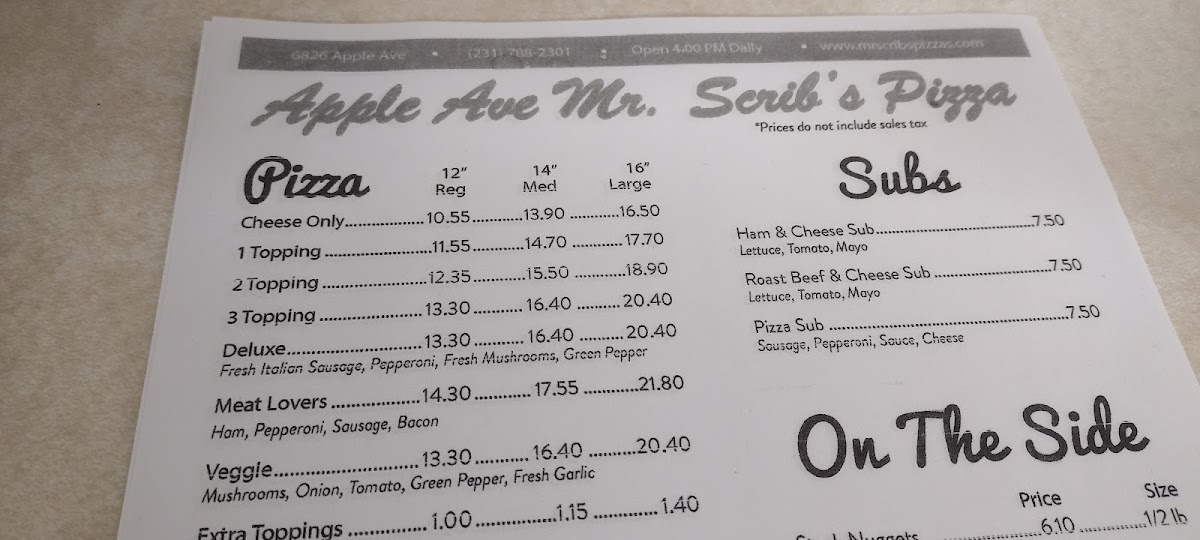 6826 Apple Ave • (231) 788-2301 • Open 4:00 PM Daily • www.mrscribspizzas.com
Apple Ave Mr. Scrib's Pizza
*Prices do not include sales tax
Pizza 12" 14" 16"
Reg Med Large
Cheese Only..................10.55...........13.90...........16.50
1 Topping..................11.55...........14.70...........17.70
2 Topping..................12.35...........15.50...........18.90
3 Topping..................13.30...........16.40...........20.40
Deluxe..................13.30...........16.40...........20.40
Fresh Italian Sausage, Pepperoni, Fresh Mushrooms, Green Pepper
Meat Lovers..................14.30...........17.55...........21.80
Ham, Pepperoni, Sausage, Bacon
Veggie..................13.30...........16.40...........20.40
Mushrooms, Onion, Tomato, Green Pepper, Fresh Garlic
Extra Toppings..................1.00...........1.15...........1.40
Subs
Ham & Cheese Sub..................7.50
Lettuce, Tomato, Mayo
Roast Beef & Cheese Sub..................7.50
Lettuce, Tomato, Mayo
Pizza Sub..................7.50
Sausage, Pepperoni, Sauce, Cheese
On The Side
Price Size
Nuggets..................6.10...........1/2 lb